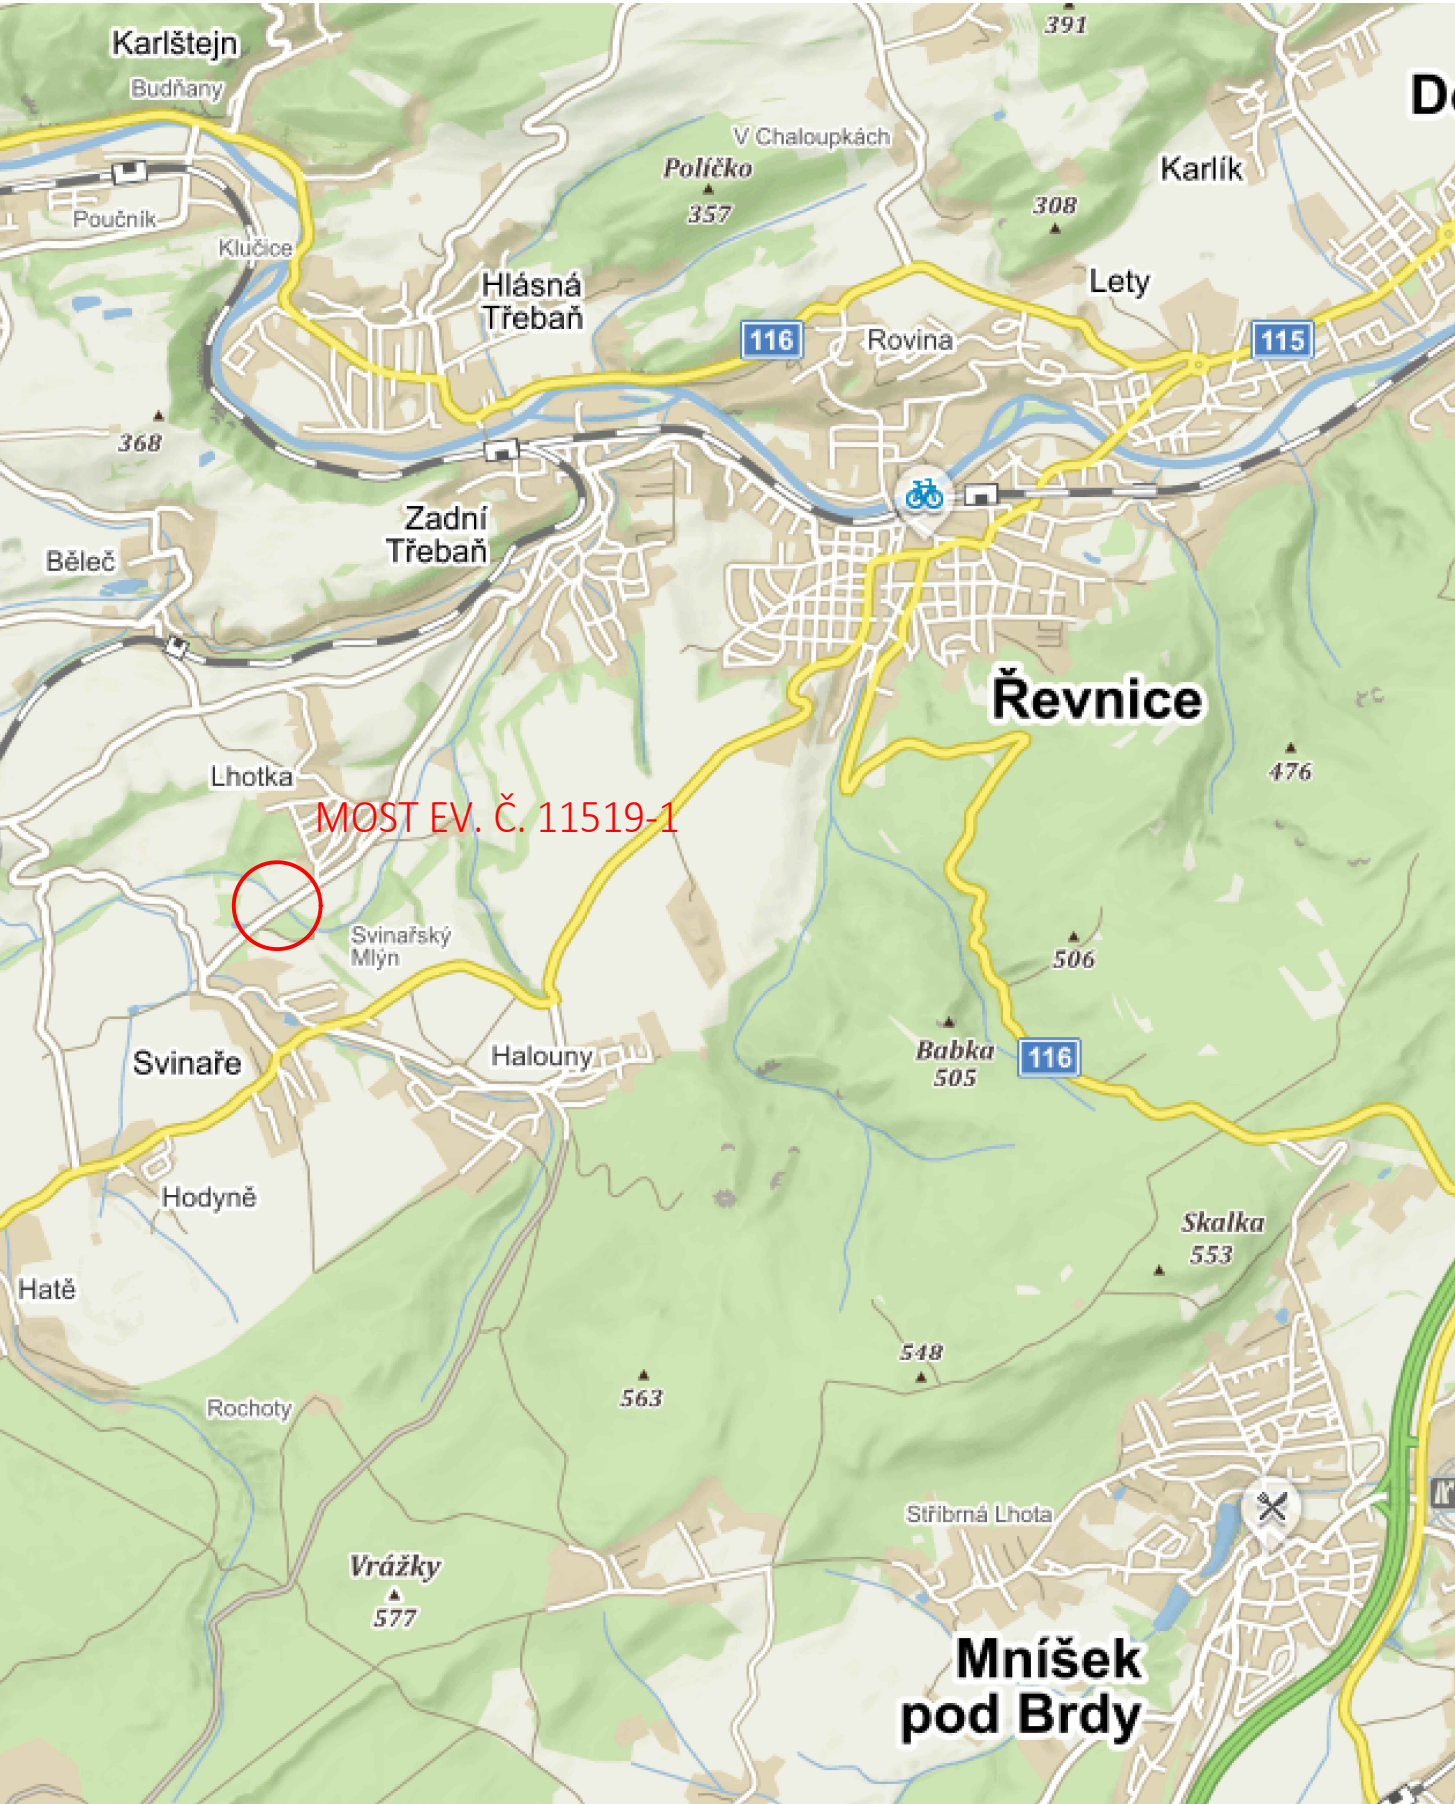 391
Karlštejn
De
Budňany
V Chaloupkách
Políčko
357
Karlík
308
Poučník
Klučice
Hlásná
Třebaň
Lety
116
Rovina
115
368
Zadní
Třebaň
Běleč
Řevnice
476
Lhotka
MOST EV. Č. 11519-1
Svinařský
Mlýn
506
Babka
505
116
Svinaře
Halouny
Hodyně
Skalka
553
Hatě
548
563
Rochoty
Stříbrná Lhota
Vrážky
577
Mníšek
pod Brdy